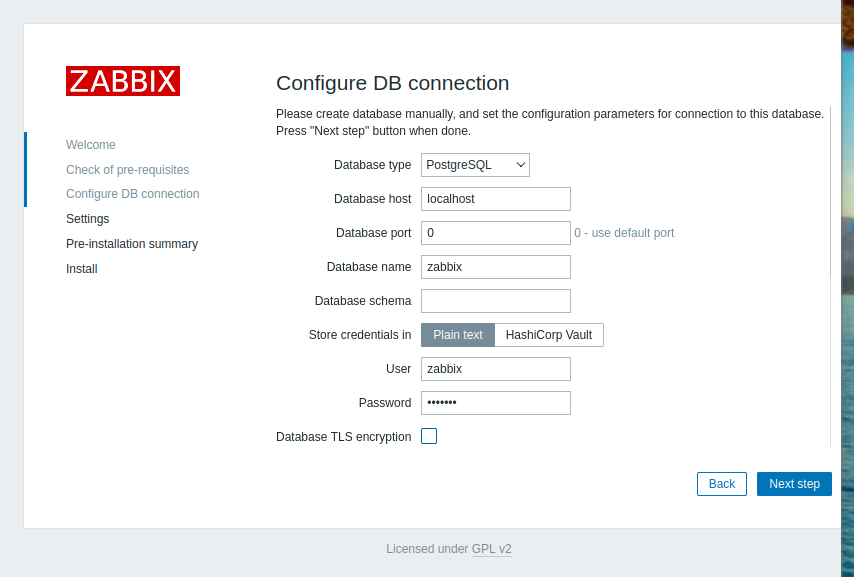 ZABBIX
Welcome
Check of pre-requisites
Configure DB connection
Settings
Pre-installation summary
Install
Configure DB connection
Please create database manually, and set the configuration parameters for connection to this database.
Press "Next step" button when done.
Database type PostgreSQL
Database host localhost
Database port 0 0 - use default port
Database name zabbix
Database schema
Store credentials in Plain text HashiCorp Vault
User zabbix
Password •••••••
Database TLS encryption
Back Next step
Licensed under GPL v2